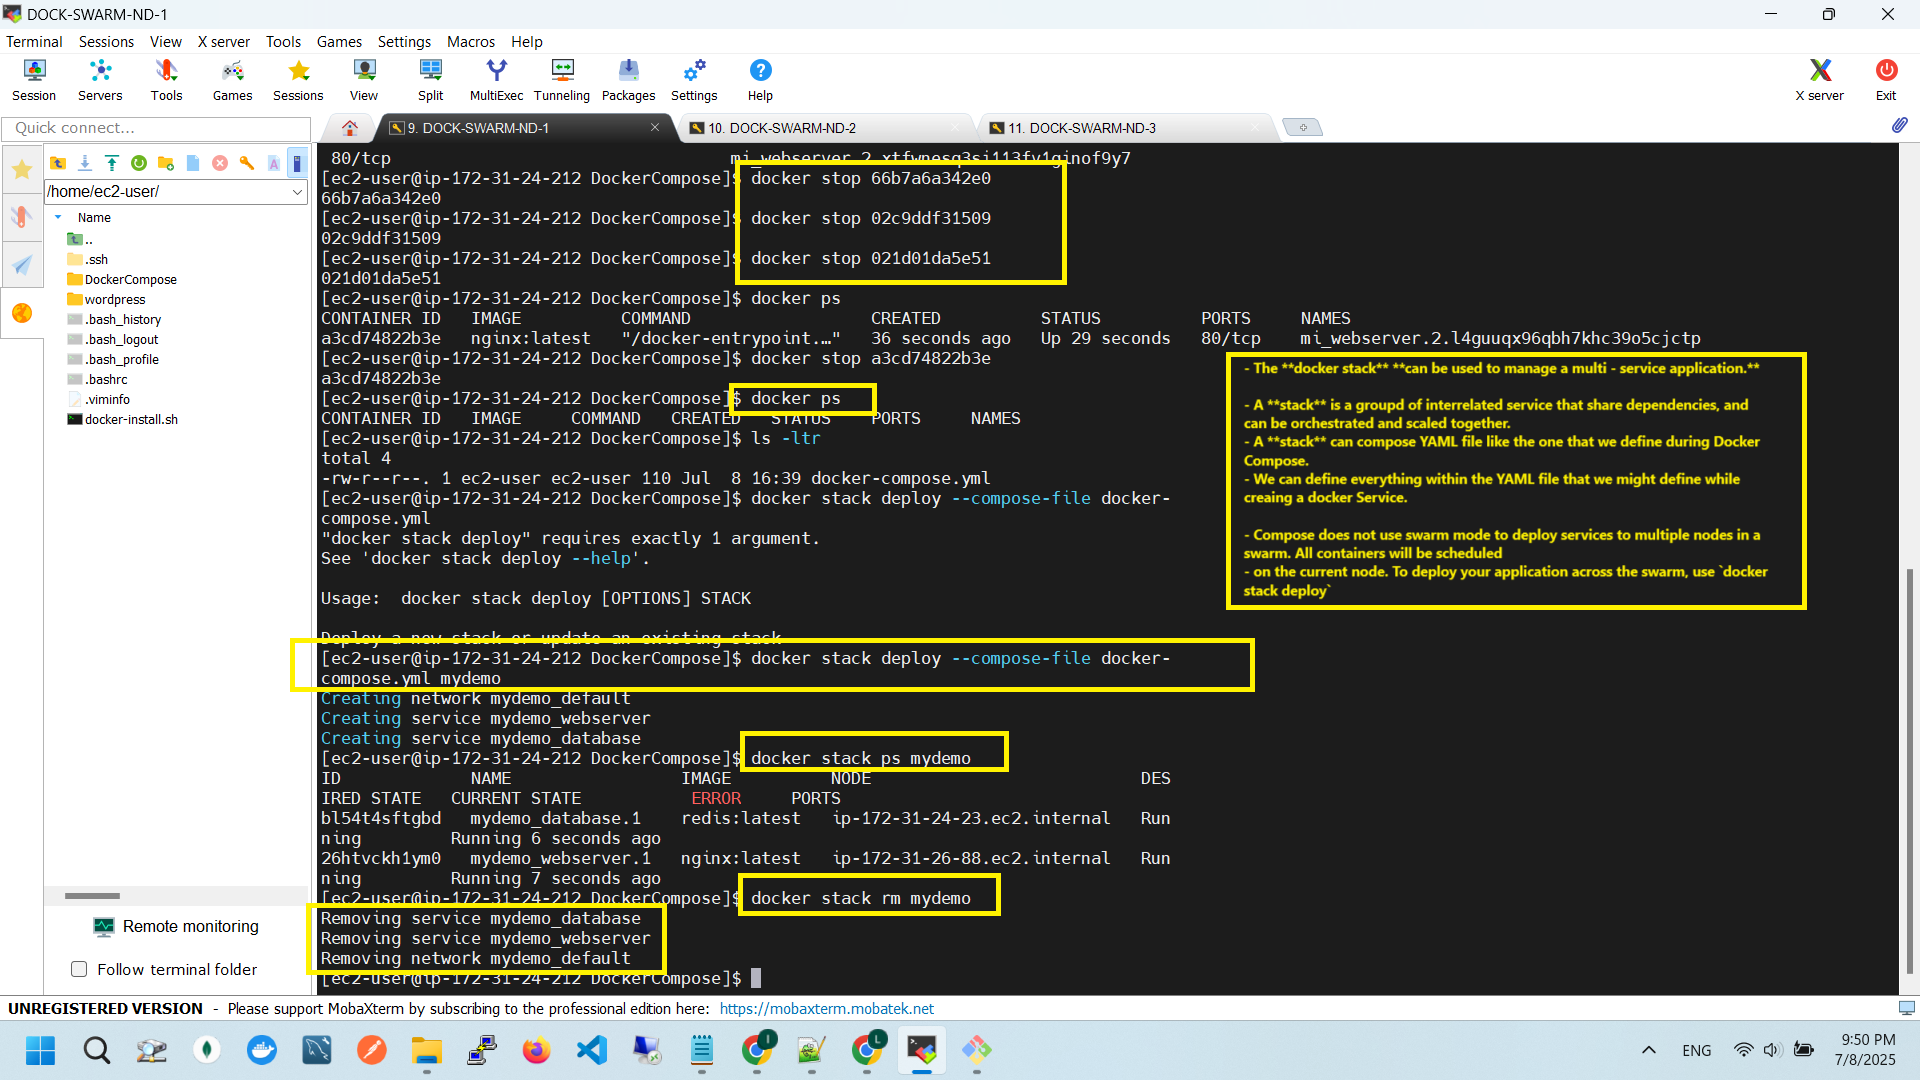 DOCK-SWARM-ND-1
Terminal Sessions View X server Tools Games Settings Macros Help
Session Servers Tools Games Sessions View Split MultiExec Tunneling Packages Settings Help X server Exit
Quick connect...
9. DOCK-SWARM-ND-1
10. DOCK-SWARM-ND-2
11. DOCK-SWARM-ND-3
/home/ec2-user/
Name
..
.ssh
DockerCompose
wordpress
.bash_history
.bash_logout
.bash_profile
.bashrc
.viminfo
docker-install.sh
Remote monitoring
Follow terminal folder
80/tcp mi_webserver.2.xtfwnesq3si113fv1ginof9y7
[ec2-user@ip-172-31-24-212 DockerCompose]$ docker stop 66b7a6a342e0
66b7a6a342e0
[ec2-user@ip-172-31-24-212 DockerCompose]$ docker stop 02c9ddf31509
02c9ddf31509
[ec2-user@ip-172-31-24-212 DockerCompose]$ docker stop 021d01da5e51
021d01da5e51
[ec2-user@ip-172-31-24-212 DockerCompose]$ docker ps
CONTAINER ID IMAGE COMMAND CREATED STATUS PORTS NAMES
a3cd74822b3e nginx:latest "/docker-entrypoint.…" 36 seconds ago Up 29 seconds 80/tcp mi_webserver.2.l4guuqx96qbh7khc39o5cjctp
[ec2-user@ip-172-31-24-212 DockerCompose]$ docker stop a3cd74822b3e
a3cd74822b3e
[ec2-user@ip-172-31-24-212 DockerCompose]$ docker ps
CONTAINER ID IMAGE COMMAND CREATED STATUS PORTS NAMES
[ec2-user@ip-172-31-24-212 DockerCompose]$ ls -ltr
total 4
-rw-r--r--. 1 ec2-user ec2-user 110 Jul 8 16:39 docker-compose.yml
[ec2-user@ip-172-31-24-212 DockerCompose]$ docker stack deploy --compose-file docker-
compose.yml
"docker stack deploy" requires exactly 1 argument.
See 'docker stack deploy --help'.
Usage: docker stack deploy [OPTIONS] STACK
Deploy a new stack or update an existing stack
[ec2-user@ip-172-31-24-212 DockerCompose]$ docker stack deploy --compose-file docker-
compose.yml mydemo
Creating network mydemo_default
Creating service mydemo_webserver
Creating service mydemo_database
[ec2-user@ip-172-31-24-212 DockerCompose]$ docker stack ps mydemo
ID NAME IMAGE NODE DES
IRED STATE CURRENT STATE ERROR PORTS
bl54t4sftgbd mydemo_database.1 redis:latest ip-172-31-24-23.ec2.internal Run
ning Running 6 seconds ago
26htvckh1ym0 mydemo_webserver.1 nginx:latest ip-172-31-26-88.ec2.internal Run
ning Running 7 seconds ago
[ec2-user@ip-172-31-24-212 DockerCompose]$ docker stack rm mydemo
Removing service mydemo_database
Removing service mydemo_webserver
Removing network mydemo_default
[ec2-user@ip-172-31-24-212 DockerCompose]$
- The **docker stack** **can be used to manage a multi - service application.**
- A **stack** is a groupd of interrelated service that share dependencies, and
can be orchestrated and scaled together.
- A **stack** can compose YAML file like the one that we define during Docker
Compose.
- We can define everything within the YAML file that we might define while
creaing a docker Service.
- Compose does not use swarm mode to deploy services to multiple nodes in a
swarm. All containers will be scheduled
- on the current node. To deploy your application across the swarm, use `docker
stack deploy`
UNREGISTERED VERSION - Please support MobaXterm by subscribing to the professional edition here: https://mobaxterm.mobatek.net
ENG
9:50 PM
7/8/2025